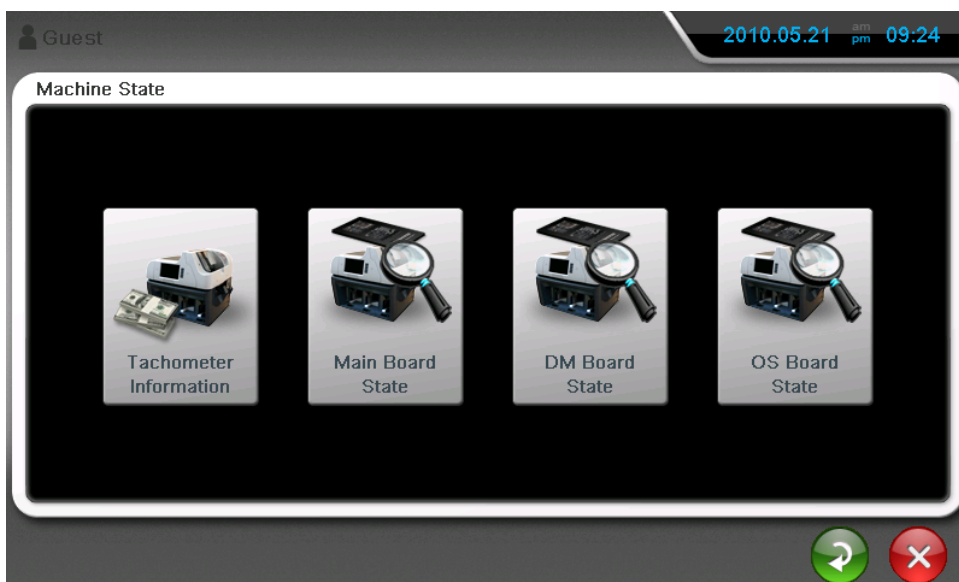 Guest
2010.05.21 am pm 09:24
Machine State
Tachometer
Information
Main Board
State
DM Board
State
OS Board
State